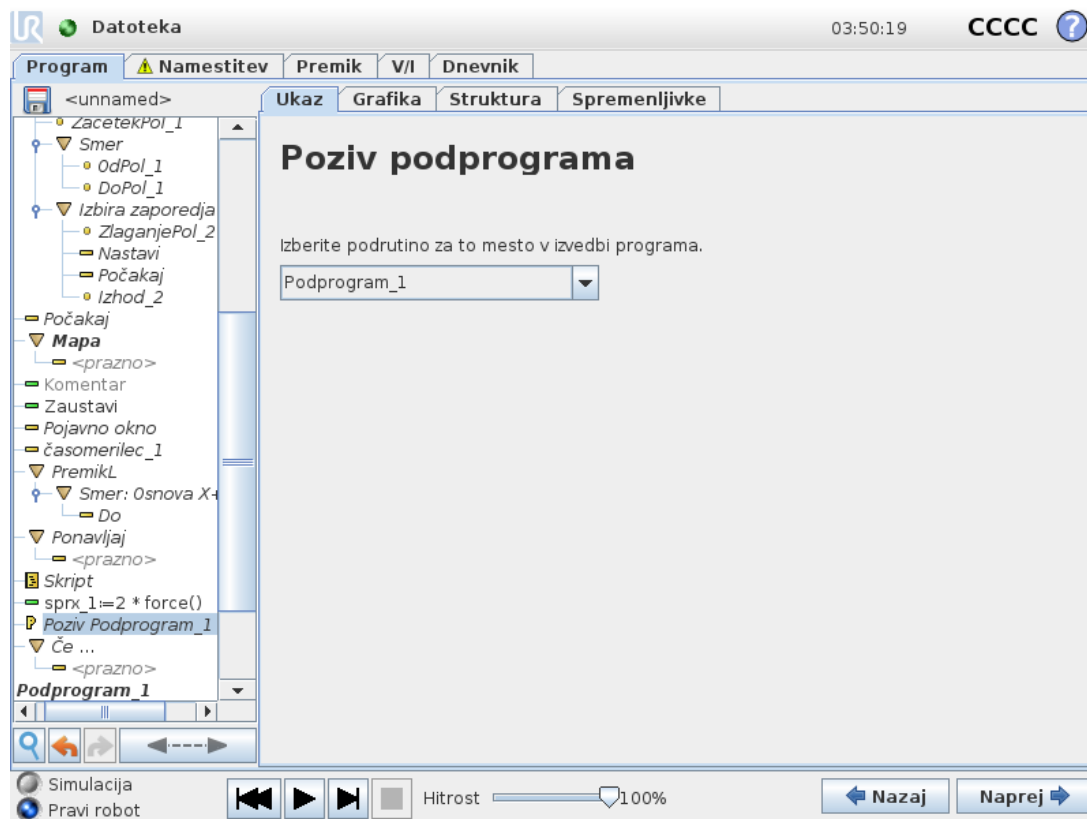 UR Datoteka 03:50:19 CCCC ?
Program Namestitev Premik V/I Dnevnik
<unnamed>
Ukaz Grafika Struktura Spremenljivke
ZacetekPol_1
Smer
OdPol_1
DoPol_1
Izbira zaporedja
ZlaganjePol_2
Nastavi
Počakaj
Izhod_2
Počakaj
Mapa
<prazno>
Komentar
Zaustavi
Pojavno okno
časomerilec_1
PremikL
Smer: Osnova X+
Do
Ponavljaj
<prazno>
Skript
sprx_1:=2 * force()
P Poziv Podprogram_1
Če ...
<prazno>
Podprogram_1
Poziv podprograma
Izberite podrutino za to mesto v izvedbi programa.
Podprogram_1
Simulacija
Pravi robot
Hitrost 100%
Nazaj Naprej